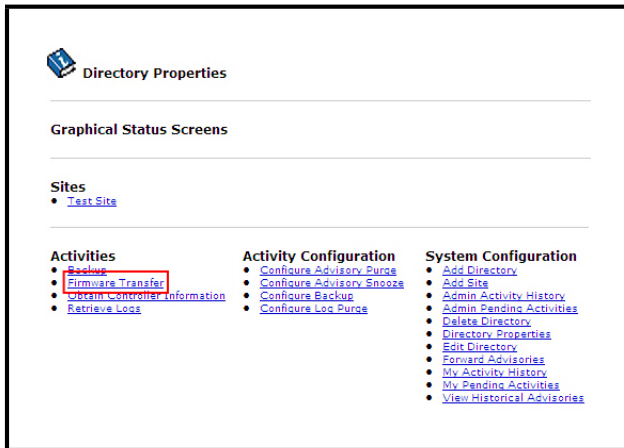 Directory Properties
Graphical Status Screens
Sites
Test Site
Activities
Backup
Firmware Transfer
Obtain Controller Information
Retrieve Logs
Activity Configuration
Configure Advisory Purge
Configure Advisory Snooze
Configure Backup
Configure Log Purge
System Configuration
Add Directory
Add Site
Admin Activity History
Admin Pending Activities
Delete Directory
Directory Properties
Edit Directory
Forward Advisories
My Activity History
My Pending Activities
View Historical Advisories